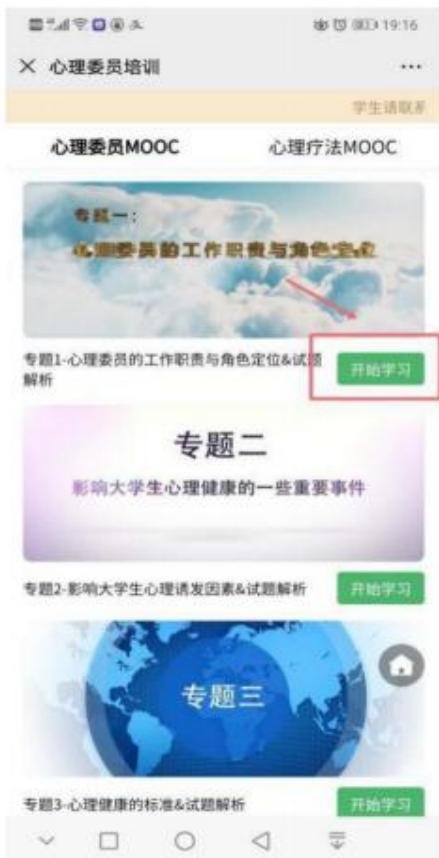 19:16
心理委员培训
学生请联系
心理委员MOOC
心理疗法MOOC
专题一:
心理委员的工作职责与角色定位
专题1-心理委员的工作职责与角色定位&试题
解析
开始学习
专题二
影响大学生心理健康的一些重要事件
专题2-影响大学生心理诱发因素&试题解析
开始学习
专题三
专题3-心理健康的标准&试题解析
开始学习